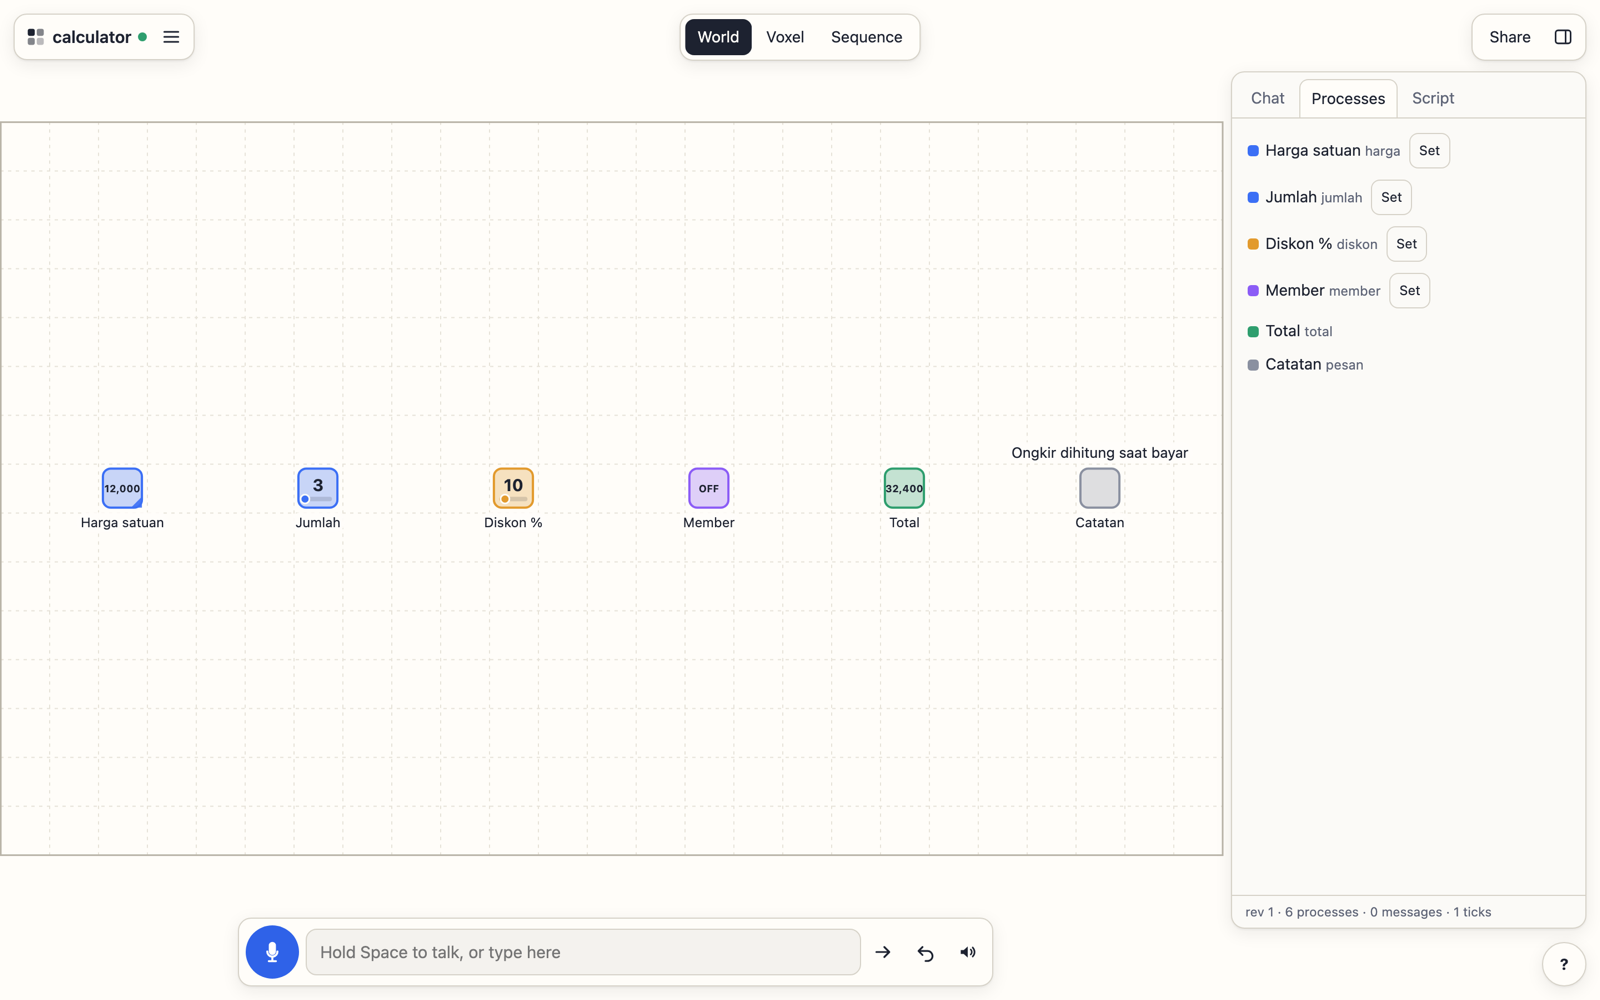 calculator
World Voxel Sequence
Share
Chat Processes Script
Harga satuan harga Set
Jumlah jumlah Set
Diskon % diskon Set
Member member Set
Total total
Catatan pesan
Ongkir dihitung saat bayar
12,000 3 10 OFF 32,400
Harga satuan Jumlah Diskon % Member Total Catatan
rev 1 · 6 processes · 0 messages · 1 ticks
Hold Space to talk, or type here
?